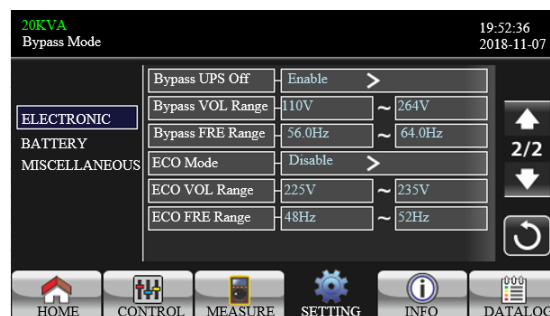 20KVA
Bypass Mode
19:52:36
2018-11-07
ELECTRONIC
BATTERY
MISCELLANEOUS
Bypass UPS Off Enable >
Bypass VOL Range 110V ~ 264V
Bypass FRE Range 56.0Hz ~ 64.0Hz
ECO Mode Disable >
ECO VOL Range 225V ~ 235V
ECO FRE Range 48Hz ~ 52Hz
2/2
HOME CONTROL MEASURE SETTING INFO DATALOG